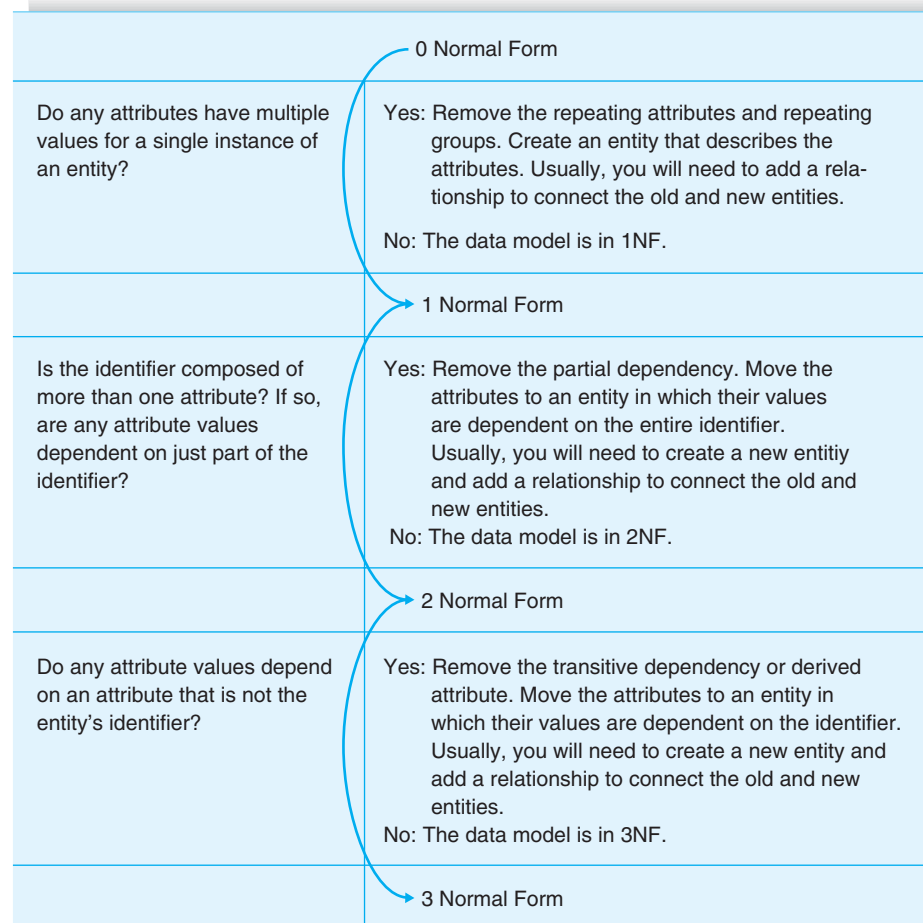 0 Normal Form
Do any attributes have multiple
values for a single instance of
an entity?
Yes: Remove the repeating attributes and repeating
groups. Create an entity that describes the
attributes. Usually, you will need to add a rela-
tionship to connect the old and new entities.
No: The data model is in 1NF.
1 Normal Form
Is the identifier composed of
more than one attribute? If so,
are any attribute values
dependent on just part of the
identifier?
Yes: Remove the partial dependency. Move the
attributes to an entity in which their values
are dependent on the entire identifier.
Usually, you will need to create a new entitiy
and add a relationship to connect the old and
new entities.
No: The data model is in 2NF.
2 Normal Form
Do any attribute values depend
on an attribute that is not the
entity's identifier?
Yes: Remove the transitive dependency or derived
attribute. Move the attributes to an entity in
which their values are dependent on the identifier.
Usually, you will need to create a new entity and
add a relationship to connect the old and new
entities.
No: The data model is in 3NF.
3 Normal Form